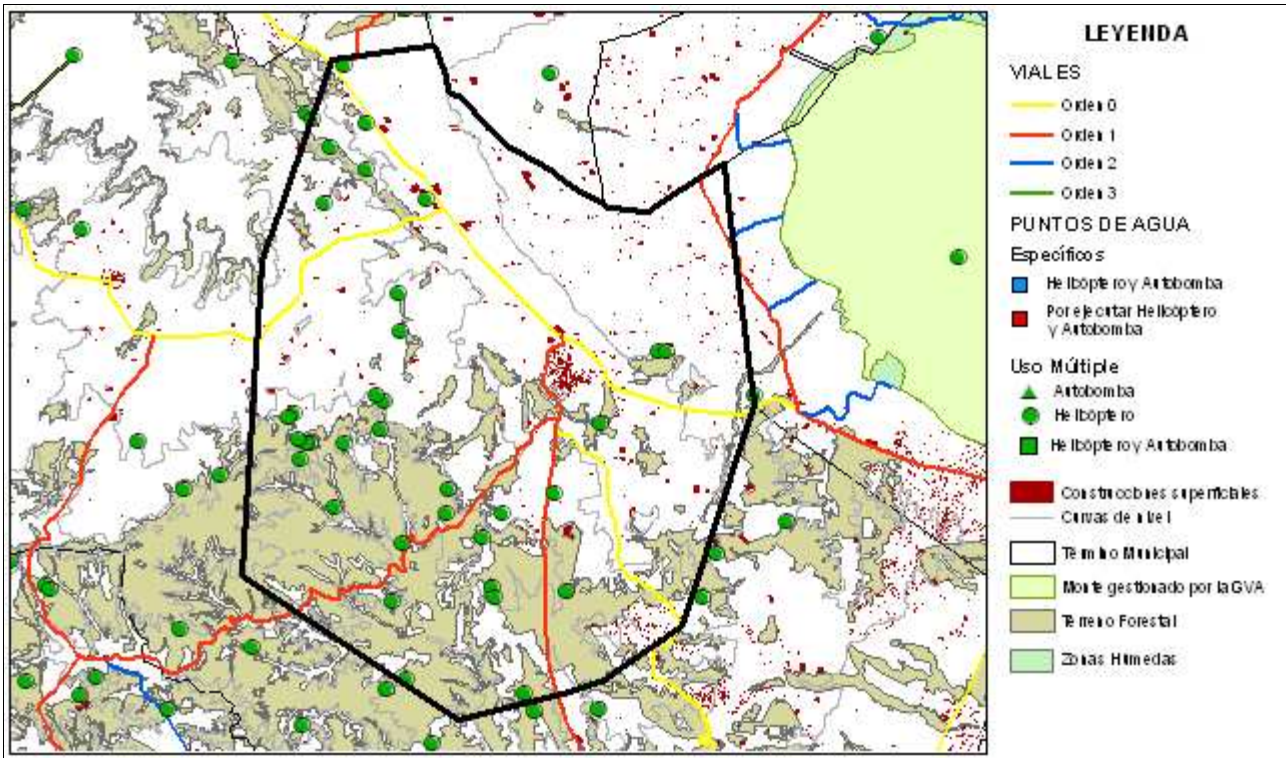 LEYENDA
VIALES
Orden 0
Orden 1
Orden 2
Orden 3
PUNTOS DE AGUA
Específicos
Helicóptero y Autobomba
Por ejecutar Helicóptero
y Autobomba
Uso Múltiple
Autobomba
Helicóptero
Helicóptero y Autobomba
Construcciones superficiales
Curvas de nivel
Término Municipal
Monte gestionado por la GVA
Terreno Forestal
Zonas Húmedas